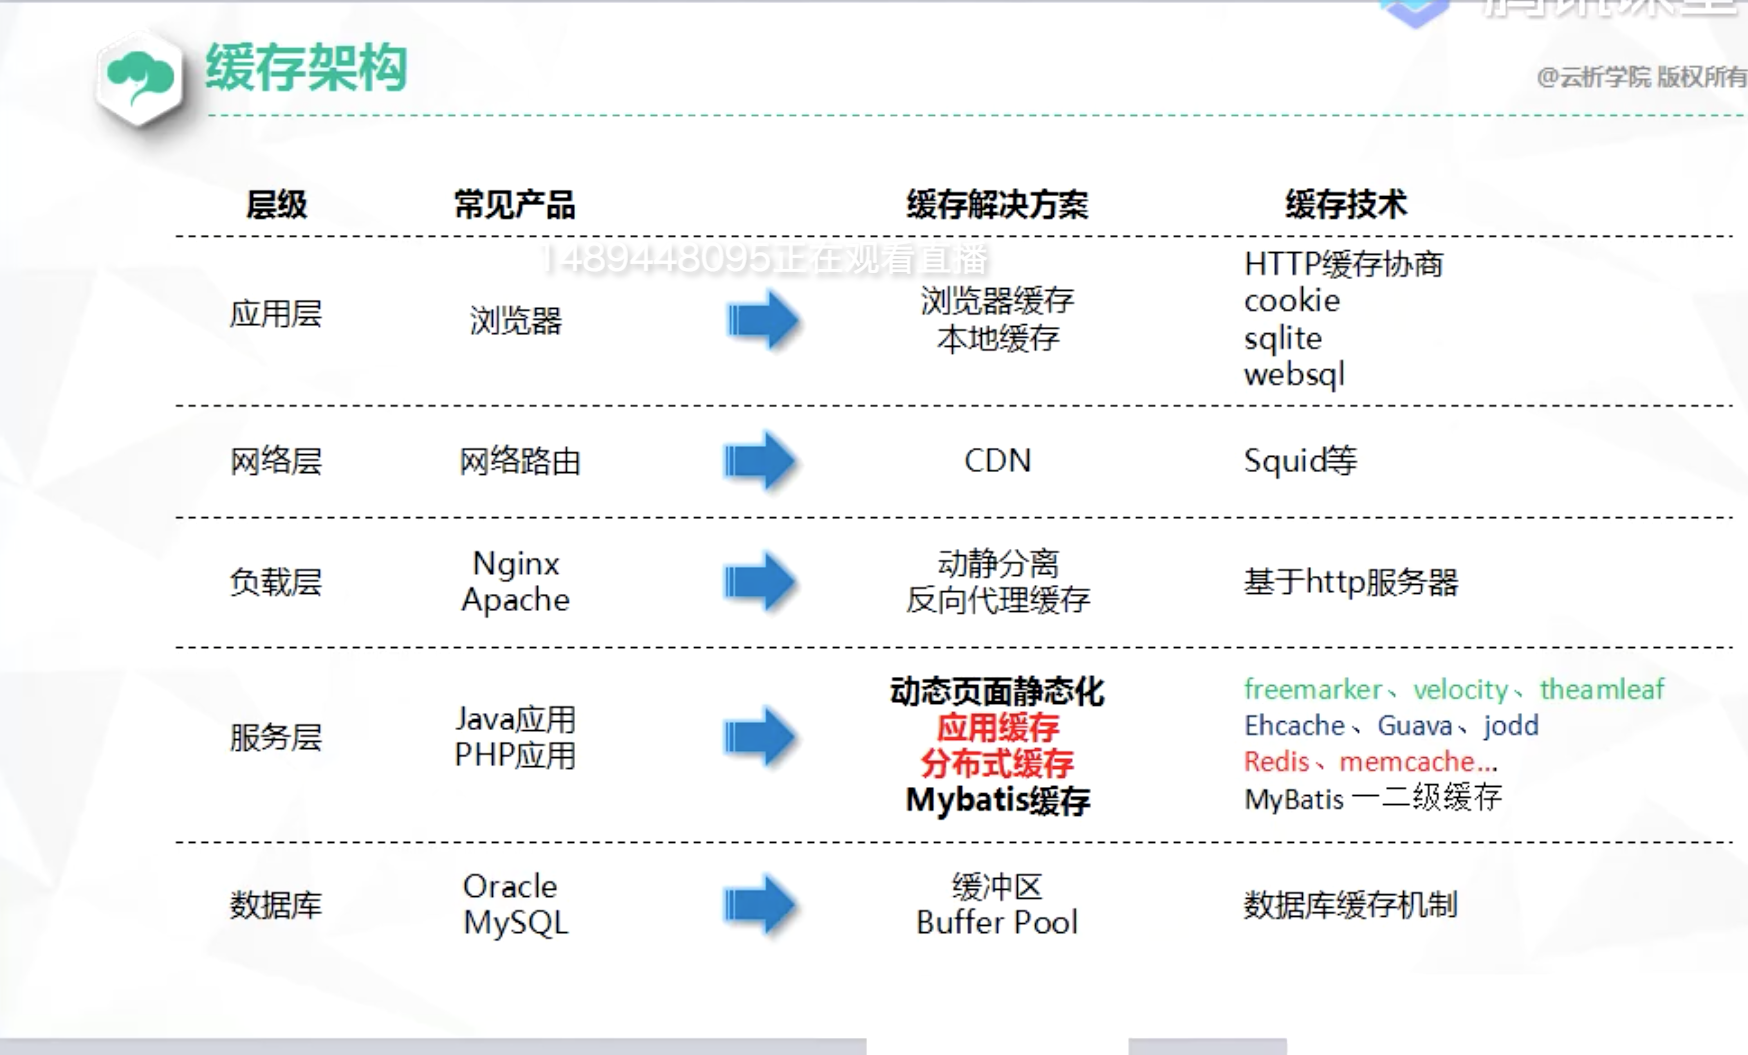 腾讯课堂
缓存架构
@云析学院 版权所有
层级 常见产品 缓存解决方案 缓存技术
1489448095正在观看直播
应用层 浏览器
浏览器缓存
本地缓存
HTTP缓存协商
cookie
sqlite
websql
网络层 网络路由 CDN Squid等
负载层
Nginx
Apache
动静分离
反向代理缓存
基于http服务器
服务层
Java应用
PHP应用
动态页面静态化
应用缓存
分布式缓存
Mybatis缓存
freemarker、velocity、theamleaf
Ehcache、Guava、jodd
Redis、memcache...
MyBatis 一二级缓存
数据库
Oracle
MySQL
缓冲区
Buffer Pool
数据库缓存机制